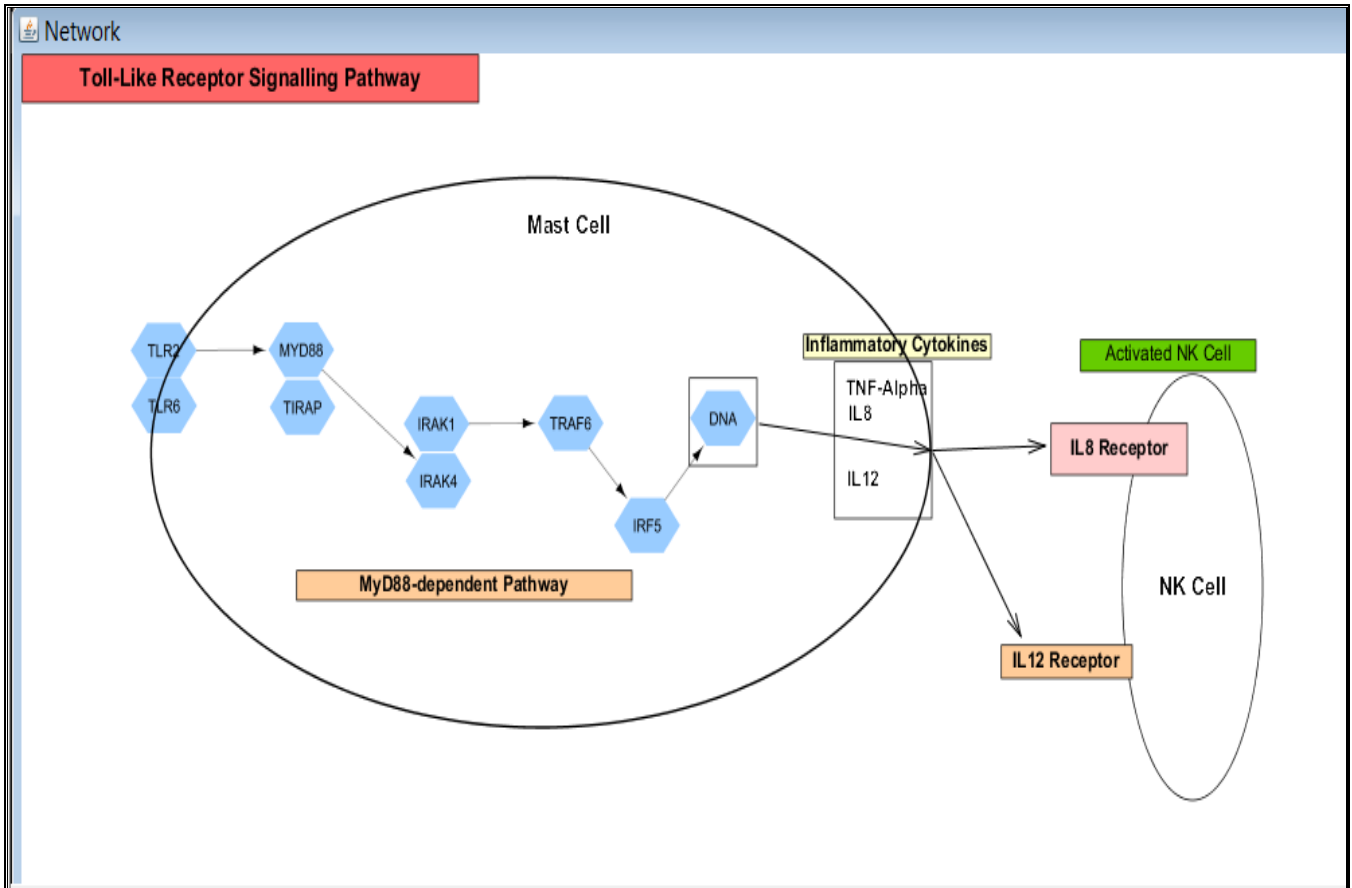 Network
Toll-Like Receptor Signalling Pathway
Mast Cell
TLR2
MYD88
TLR6
TIRAP
IRAK1
IRAK4
TRAF6
IRF5
DNA
MyD88-dependent Pathway
Inflammatory Cytokines
TNF-Alpha
IL8
IL12
Activated NK Cell
IL8 Receptor
NK Cell
IL12 Receptor